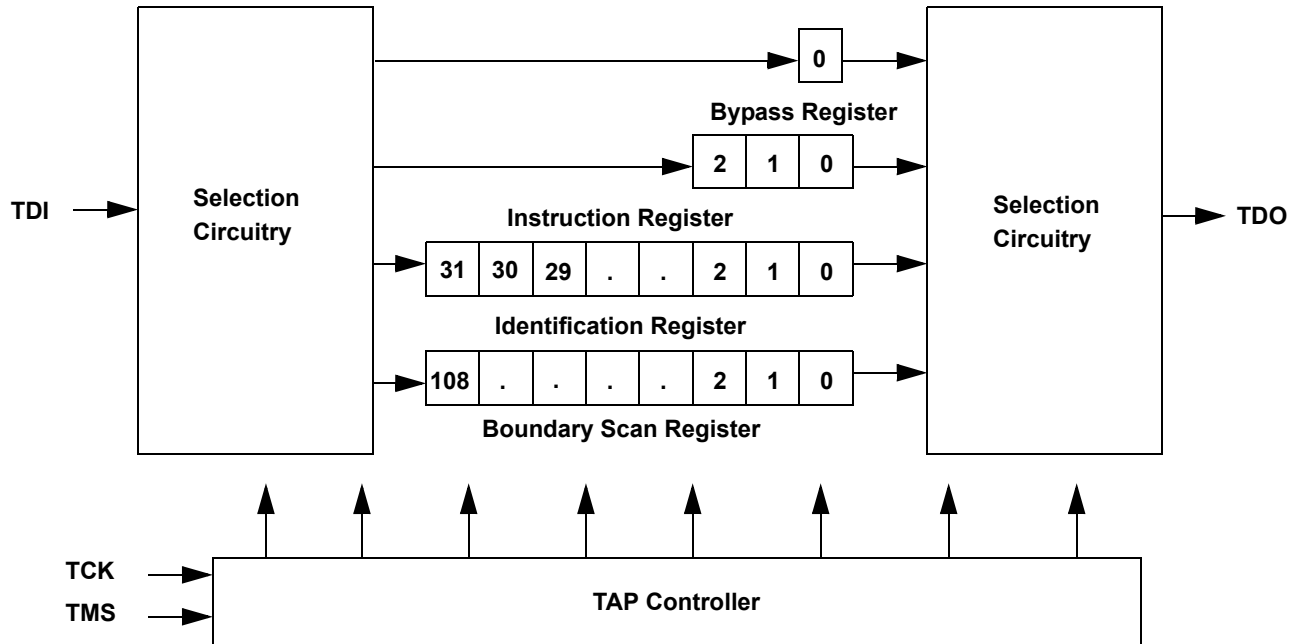 0
Bypass Register
2 1 0
Instruction Register
31 30 29 . . 2 1 0
Identification Register
108 . . . . 2 1 0
Boundary Scan Register
TDI
Selection
Circuitry
Selection
Circuitry
TDO
TCK
TMS
TAP Controller